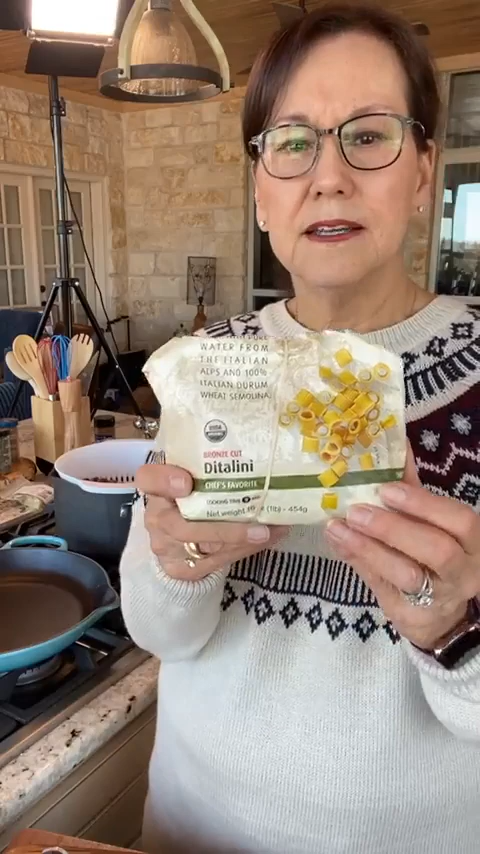 WATER FROM
THE ITALIAN
ALPS AND 100%
ITALIAN DURUM
WHEAT SEMOLINA.
USDA
BRONZE CUT
Ditalini
CHEF'S FAVORITE
COOKING TIME
Net weight (1lb) - 454g